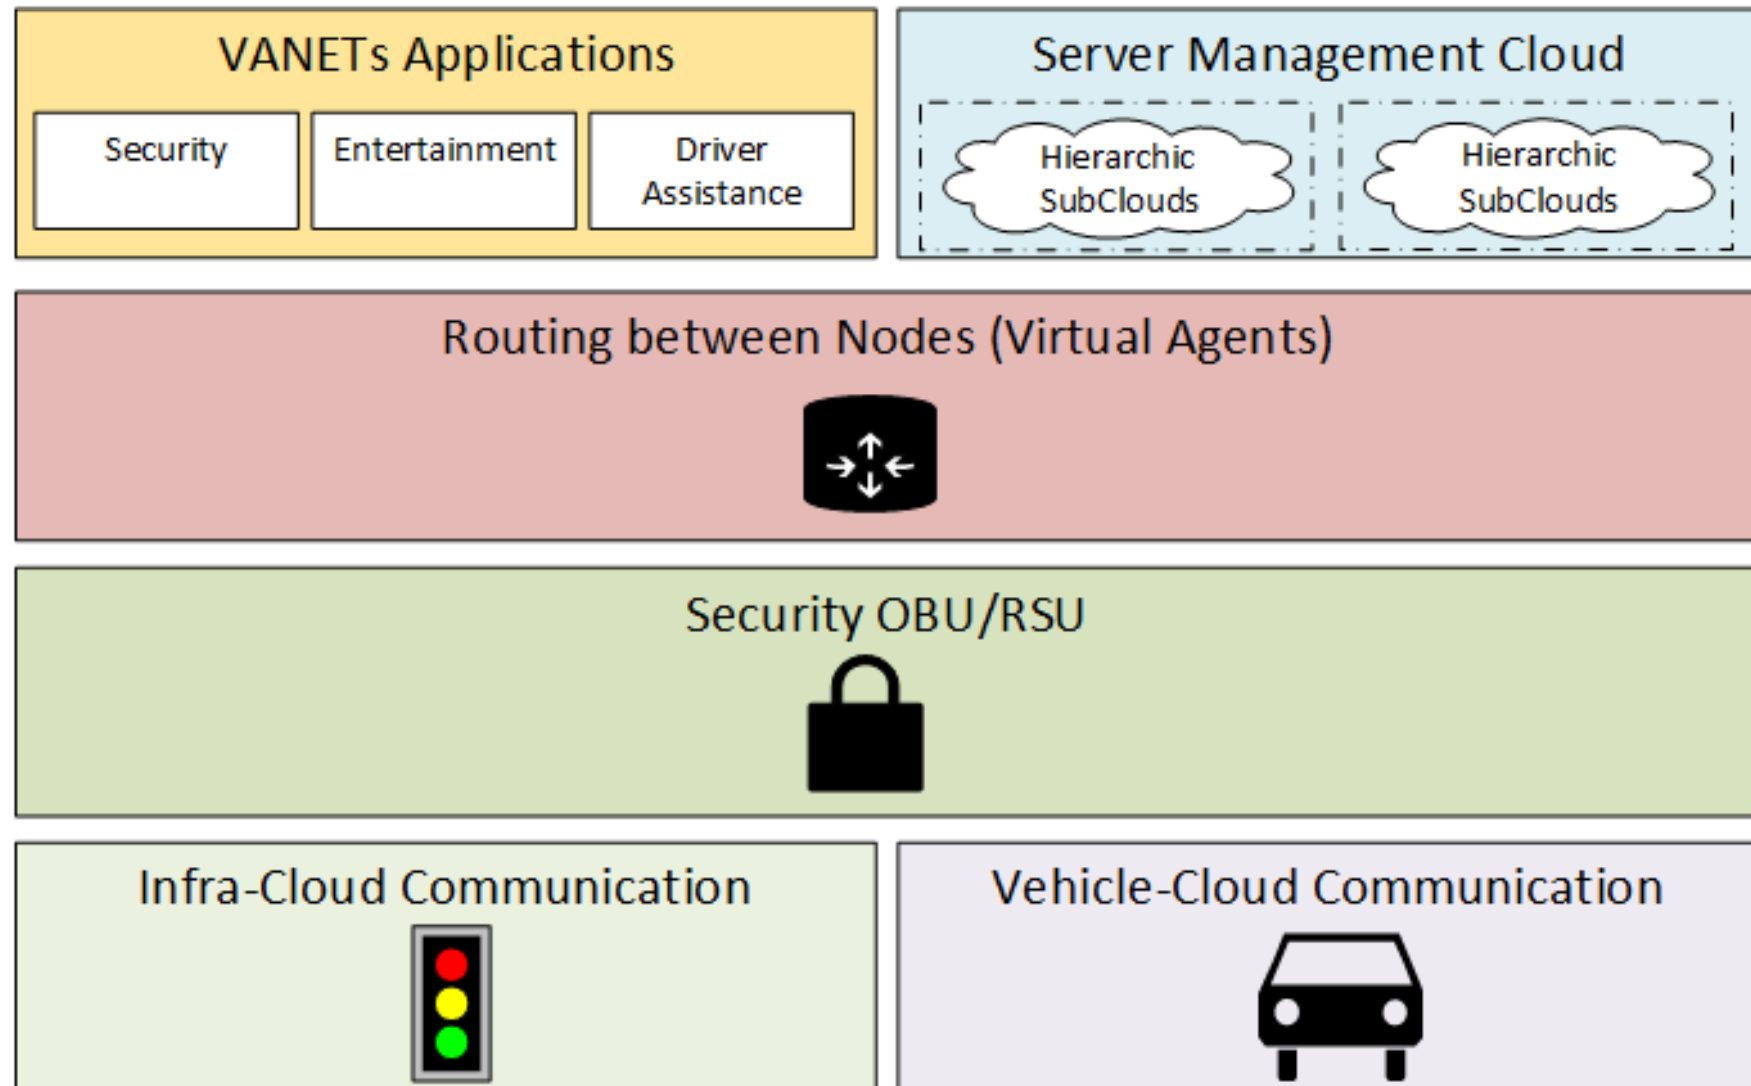 VANETs Applications
Security
Entertainment
Driver
Assistance
Server Management Cloud
Hierarchic
SubClouds
Hierarchic
SubClouds
Routing between Nodes (Virtual Agents)
Security OBU/RSU
Infra-Cloud Communication
Vehicle-Cloud Communication